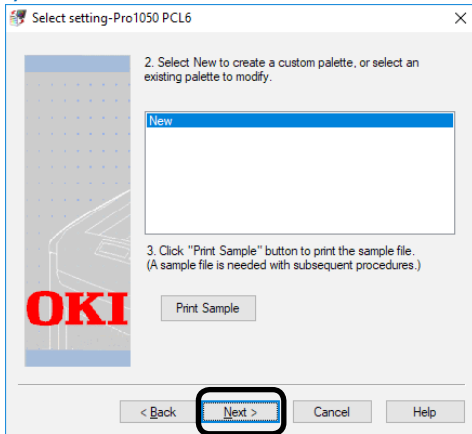 Select setting-Pro1050 PCL6
2. Select New to create a custom palette, or select an
existing palette to modify.
New
3. Click "Print Sample" button to print the sample file.
(A sample file is needed with subsequent procedures.)
OKI
Print Sample
< Back
Next >
Cancel
Help